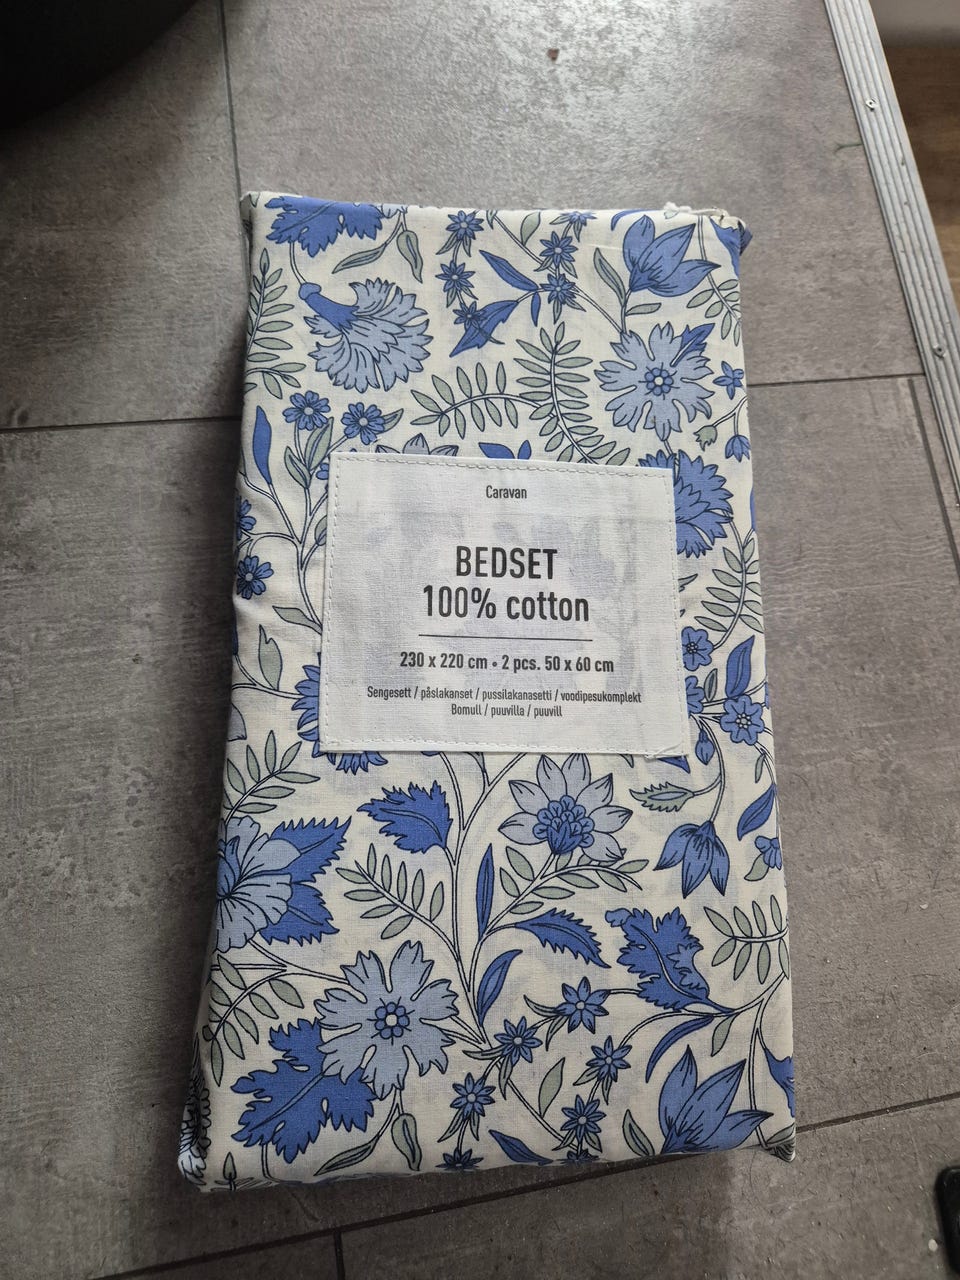 Caravan
BEDSET
100% cotton
230 x 220 cm • 2 pcs. 50 x 60 cm
Sengesett / påslakanset / pussilakanasetti / voodipesukomplekt
Bomull / puuvilla / puuvill